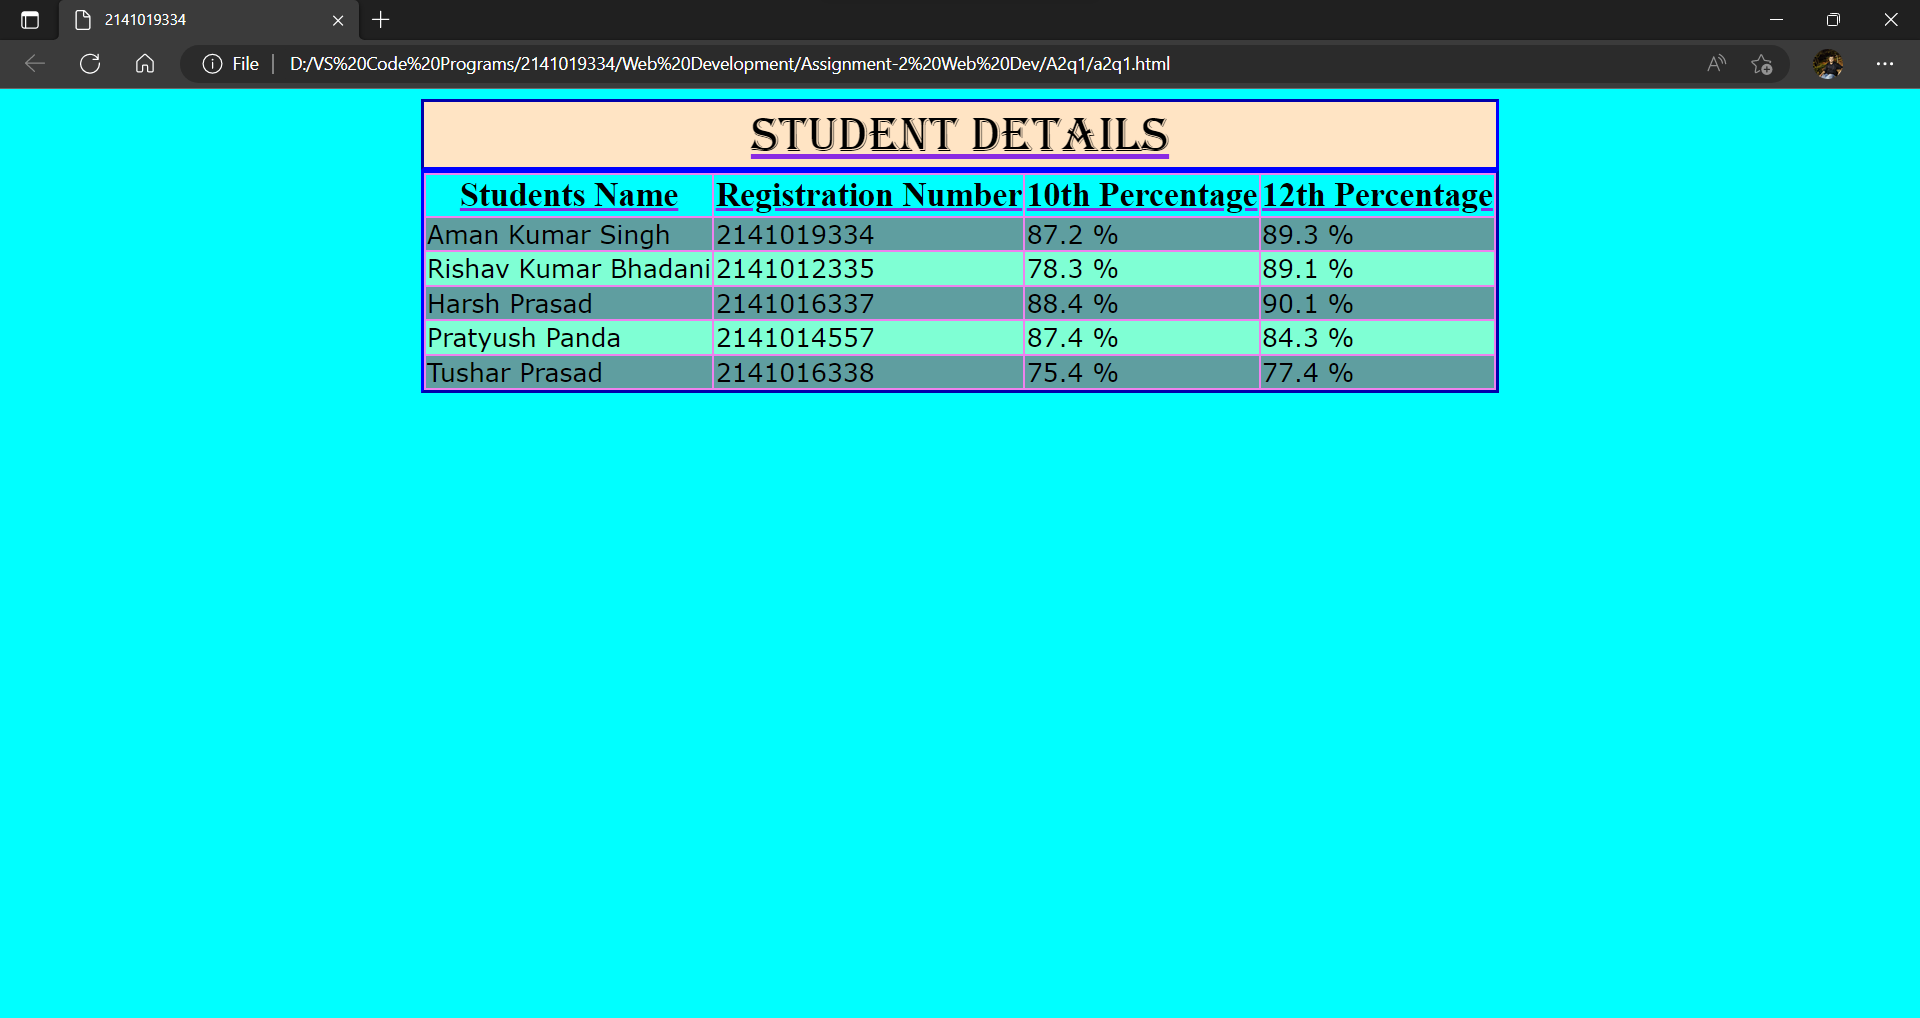 2141019334
File D:/VS%20Code%20Programs/2141019334/Web%20Development/Assignment-2%20Web%20Dev/A2q1/a2q1.html
STUDENT DETAILS
Students Name Registration Number 10th Percentage 12th Percentage
Aman Kumar Singh 2141019334 87.2 % 89.3 %
Rishav Kumar Bhadani 2141012335 78.3 % 89.1 %
Harsh Prasad 2141016337 88.4 % 90.1 %
Pratyush Panda 2141014557 87.4 % 84.3 %
Tushar Prasad 2141016338 75.4 % 77.4 %